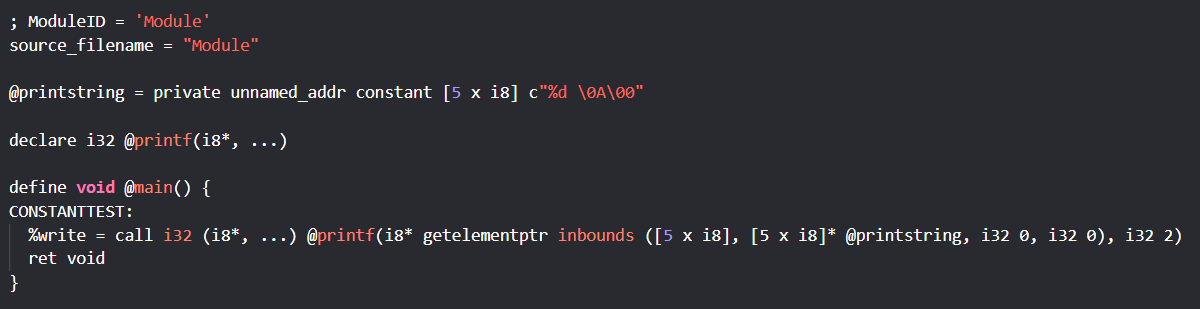 ; ModuleID = 'Module'
source_filename = "Module"
@printstring = private unnamed_addr constant [5 x i8] c"%d \0A\00"
declare i32 @printf(i8*, ...)
define void @main() {
CONSTANTTEST:
%write = call i32 (i8*, ...) @printf(i8* getelementptr inbounds ([5 x i8], [5 x i8]* @printstring, i32 0, i32 0), i32 2)
ret void
}